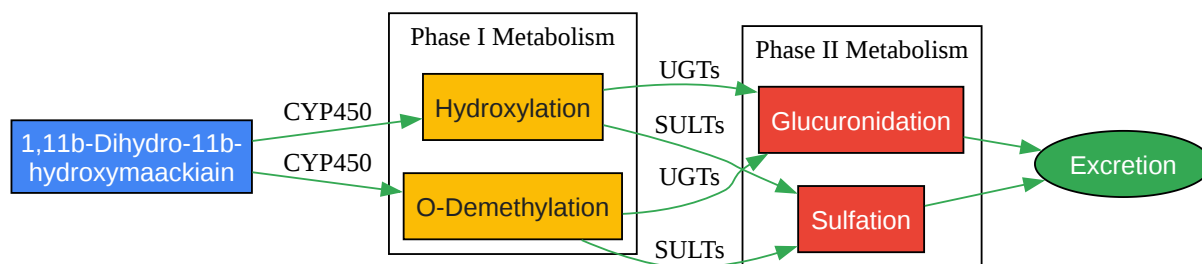 Phase I Metabolism
Phase II Metabolism
1,11b-Dihydro-11b-
hydroxymaackiain
CYP450
CYP450
Hydroxylation
O-Demethylation
UGTs
SULTs
UGTs
SULTs
Glucuronidation
Sulfation
Excretion